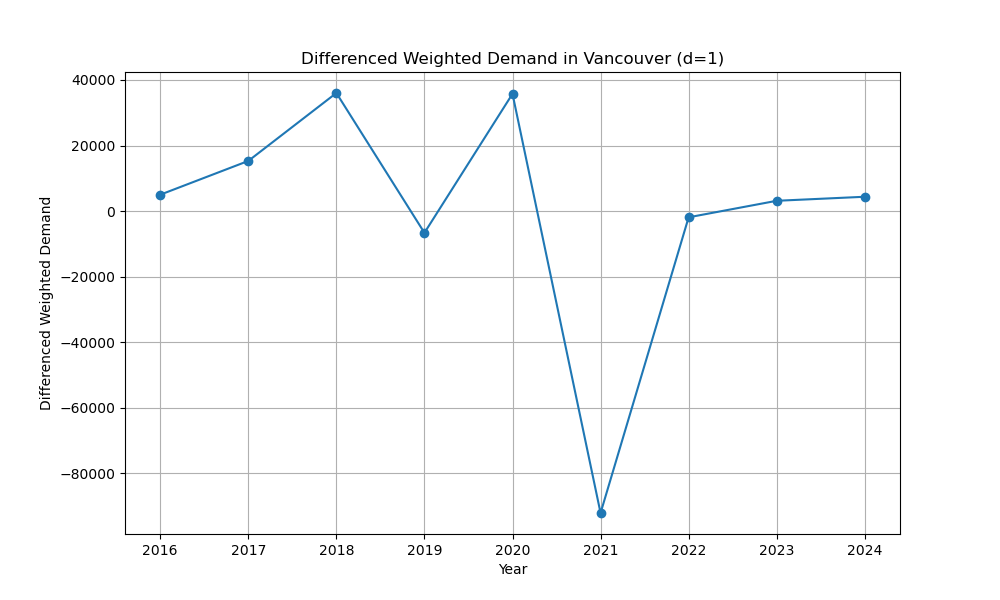 Differenced Weighted Demand in Vancouver (d=1)
Differenced Weighted Demand
40000
20000
0
−20000
−40000
−60000
−80000
2016 2017 2018 2019 2020 2021 2022 2023 2024
Year